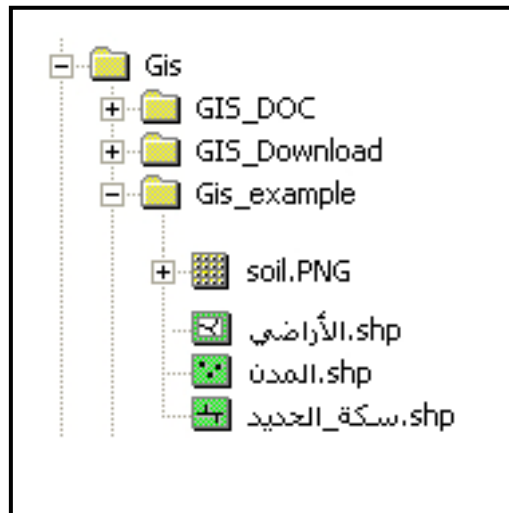 Gis
GIS_DOC
GIS_Download
Gis_example
soil.PNG
الأراضي.shp
المدن.shp
سكة_الحديد.shp